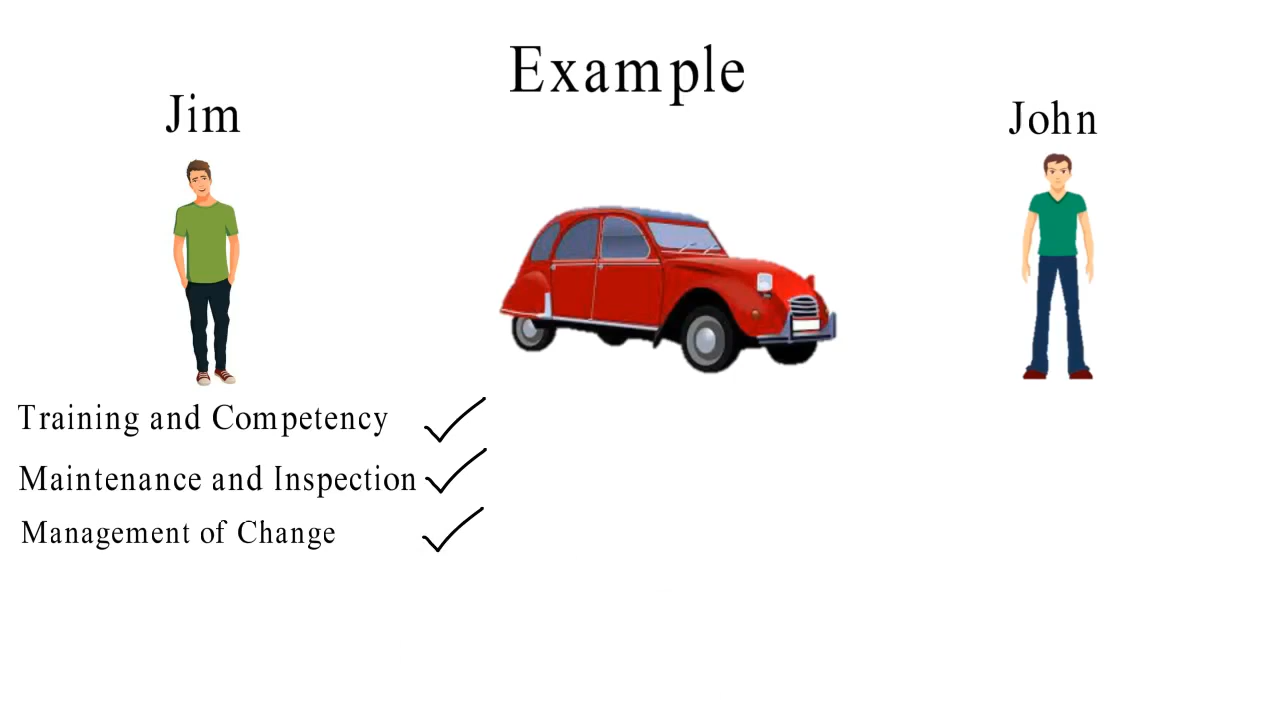 Example
Jim
John
Training and Competency
Maintenance and Inspection
Management of Change